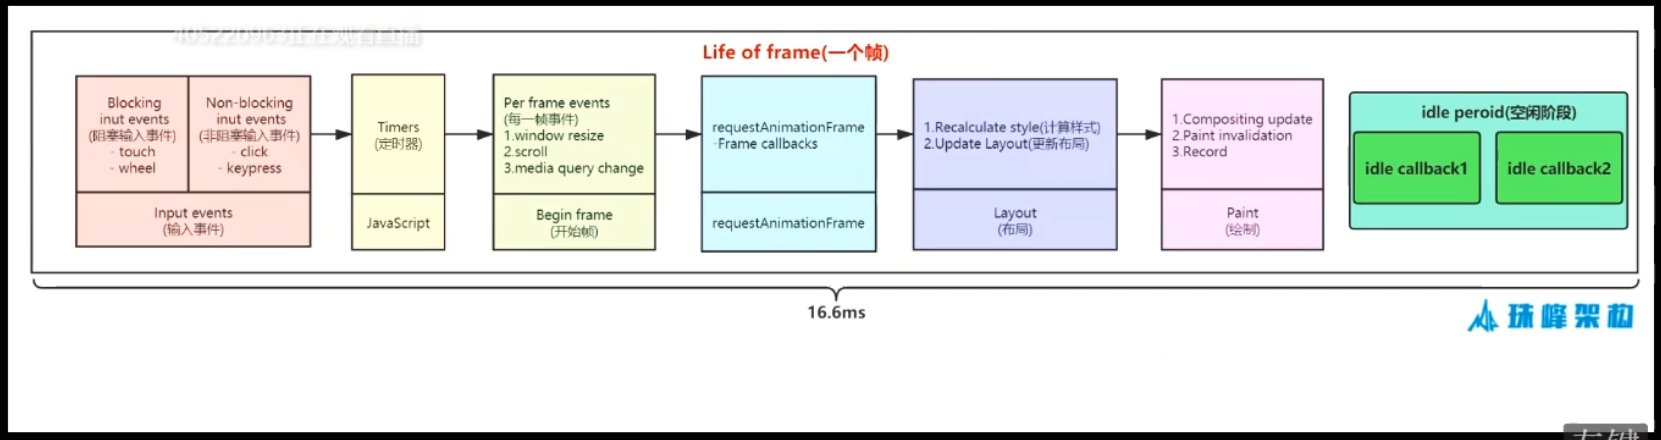 405220963正在观看直播
Life of frame(一个帧)
Blocking
inut events
(阻塞输入事件)
- touch
- wheel
Non-blocking
inut events
(非阻塞输入事件)
- click
- keypress
Input events
(输入事件)
Timers
(定时器)
JavaScript
Per frame events
(每一帧事件)
1.window resize
2.scroll
3.media query change
Begin frame
(开始帧)
requestAnimationFrame
-Frame callbacks
requestAnimationFrame
1.Recalculate style(计算样式)
2.Update Layout(更新布局)
Layout
(布局)
1.Compositing update
2.Paint invalidation
3.Record
Paint
(绘制)
idle peroid(空闲阶段)
idle callback1
idle callback2
16.6ms
珠峰架构